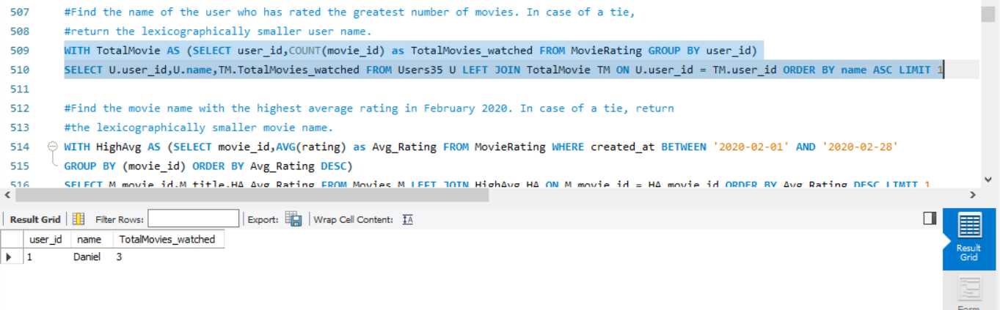 507 #Find the name of the user who has rated the greatest number of movies. In case of a tie,
508 #return the lexicographically smaller user name.
509 WITH TotalMovie AS (SELECT user_id,COUNT(movie_id) as TotalMovies_watched FROM MovieRating GROUP BY user_id)
510 SELECT U.user_id,U.name,TM.TotalMovies_watched FROM Users35 U LEFT JOIN TotalMovie TM ON U.user_id = TM.user_id ORDER BY name ASC LIMIT 1
511
512 #Find the movie name with the highest average rating in February 2020. In case of a tie, return
513 #the lexicographically smaller movie name.
514 WITH HighAvg AS (SELECT movie_id,AVG(rating) as Avg_Rating FROM MovieRating WHERE created_at BETWEEN '2020-02-01' AND '2020-02-28'
515 GROUP BY (movie_id) ORDER BY Avg_Rating DESC)
516 SELECT M.movie_id,M.title,HA.Avg_Rating FROM Movies M LEFT JOIN HighAvg HA ON M.movie_id = HA.movie_id ORDER BY Avg_Rating DESC LIMIT 1
Result Grid Filter Rows: Export: Wrap Cell Content: IA
user_id name TotalMovies_watched
1 Daniel 3
Result
Grid
Form